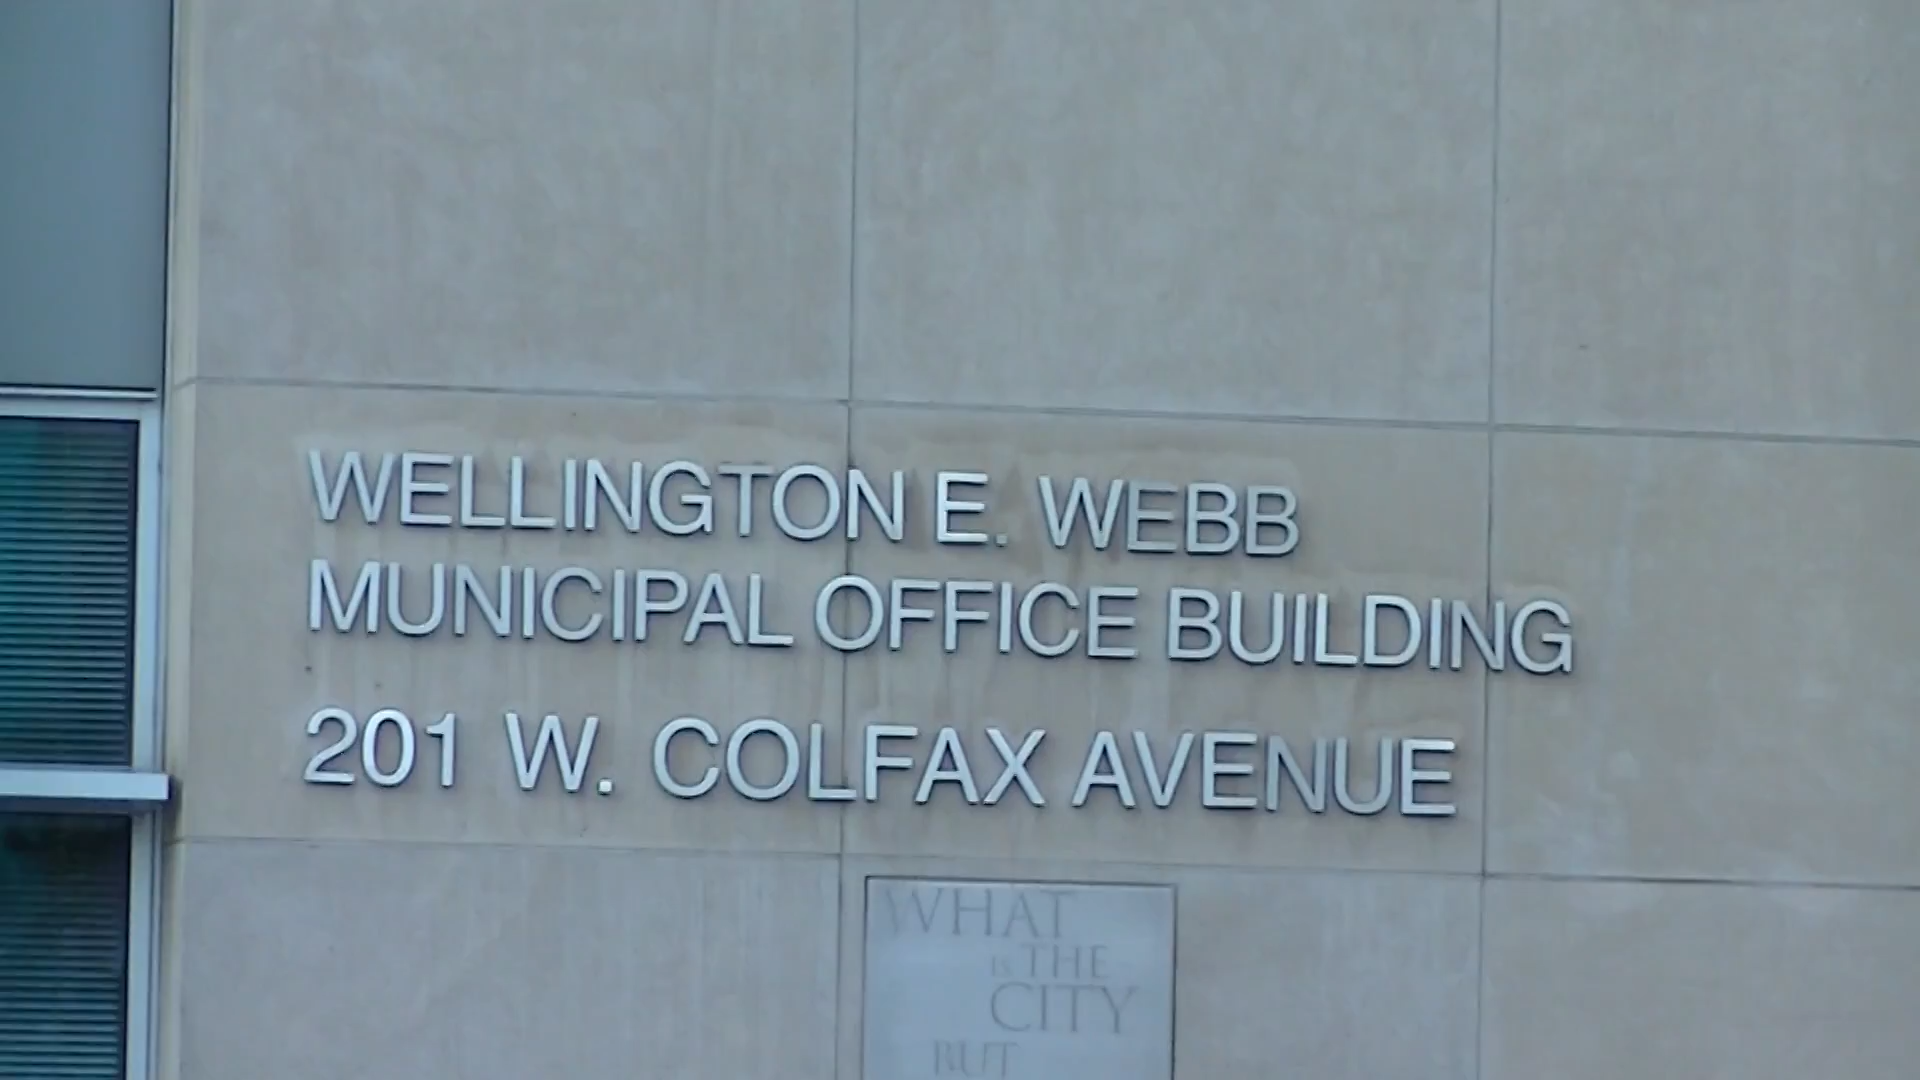 WELLINGTON E. WEBB
MUNICIPAL OFFICE BUILDING
201 W. COLFAX AVENUE
WHAT
IS THE
CITY
BUT